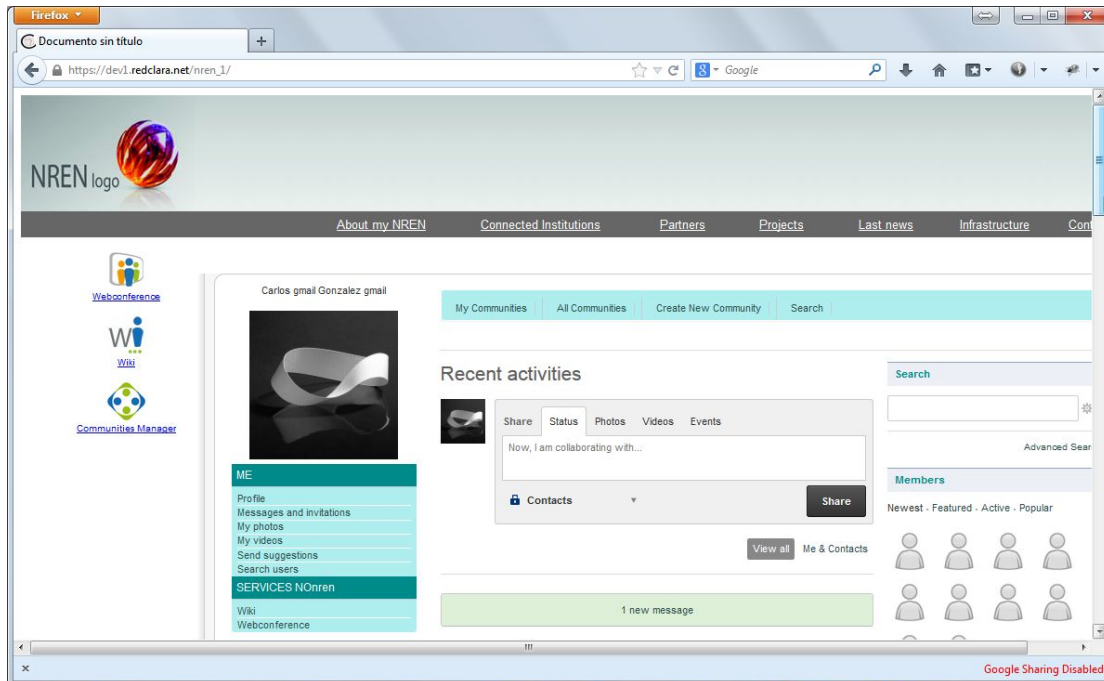 Firefox
Documento sin título
https://dev1.redclara.net/nren_1/
Google
NREN logo
About my NREN Connected Institutions Partners Projects Last news Infrastructure Cont
Webconference
Wiki
Communities Manager
Carlos gmail Gonzalez gmail
ME
Profile
Messages and invitations
My photos
My videos
Send suggestions
Search users
SERVICES NOnren
Wiki
Webconference
My Communities All Communities Create New Community Search
Recent activities
Share Status Photos Videos Events
Now, I am collaborating with...
Contacts
Share
View all Me & Contacts
1 new message
Search
Advanced Sear
Members
Newest - Featured - Active - Popular
Google Sharing Disabled